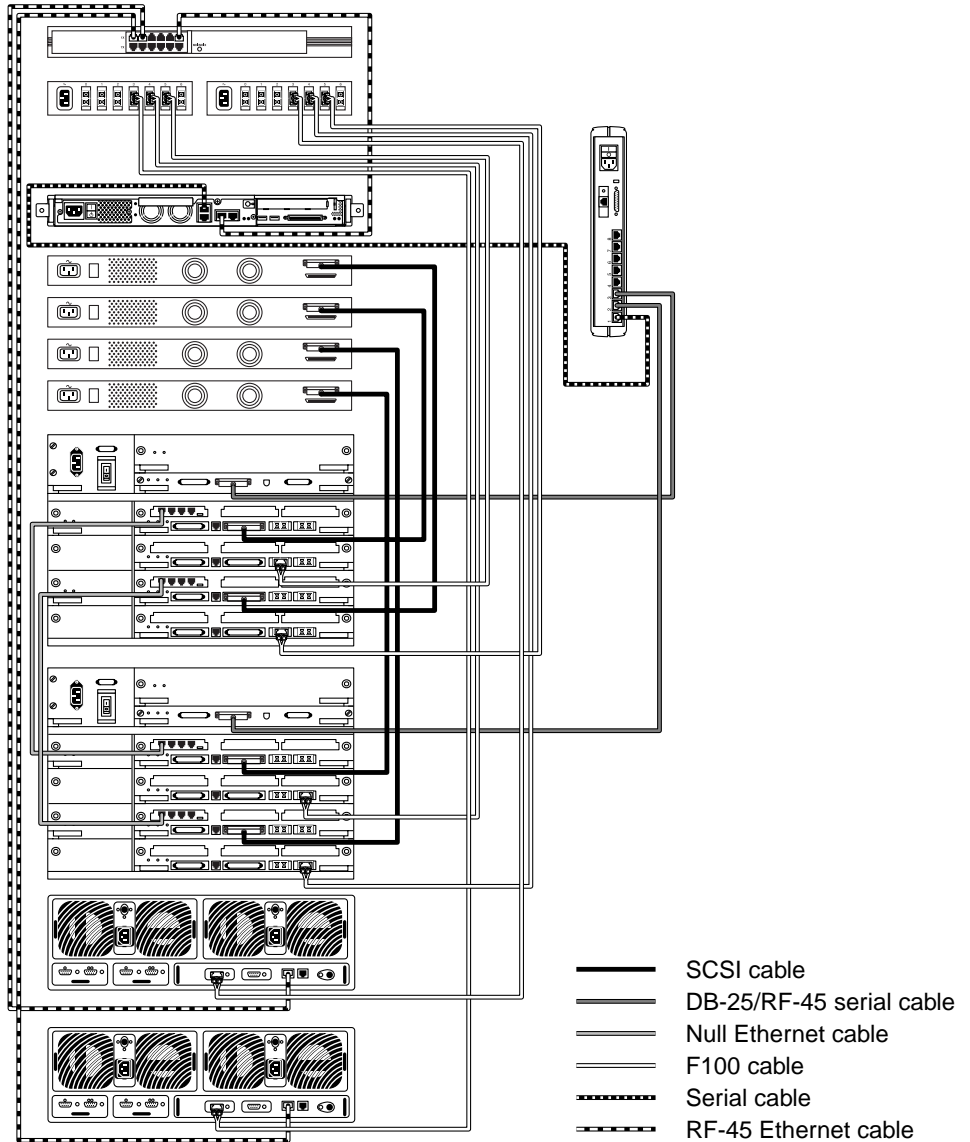 SCSI cable
DB-25/RF-45 serial cable
Null Ethernet cable
F100 cable
Serial cable
RF-45 Ethernet cable